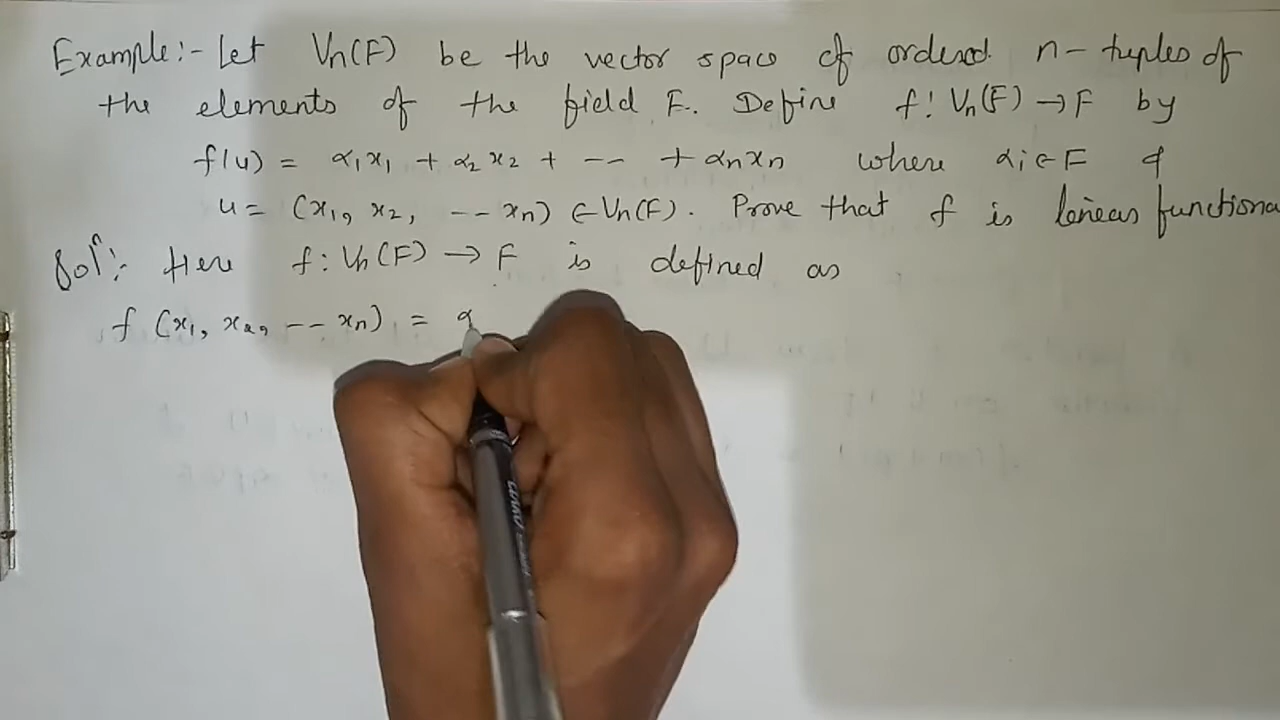 Example:- Let Vn(F) be the vector space of ordered n-tuples of
the elements of the field F. Define f: Vn(F) → F by
f(u) = α₁x₁ + α₂x₂ + -- + αnxn where αi ∈ F &
u = (x₁, x₂, -- xn) ∈ Vn(F). Prove that f is linear functiona
Solⁿ: Here f: Vn(F) → F is defined as
f (x₁, x₂, -- xn) = α